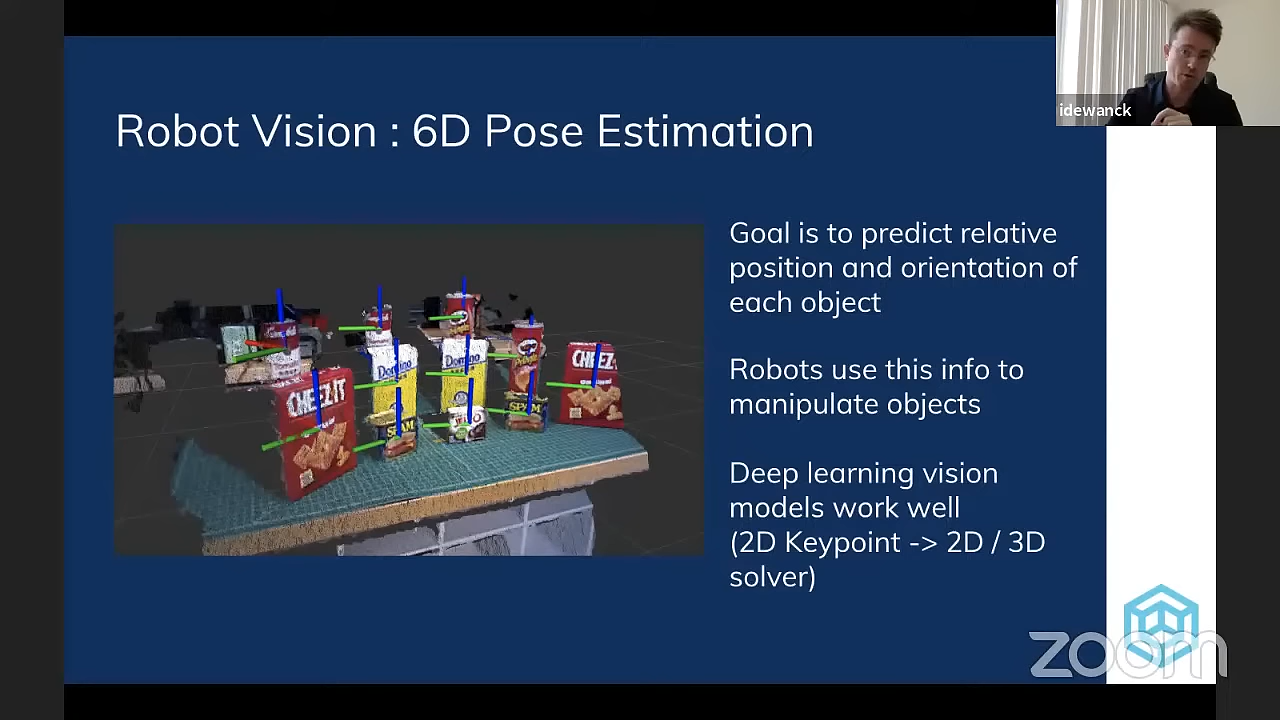 idewanck
Robot Vision : 6D Pose Estimation
Goal is to predict relative
position and orientation of
each object
Robots use this info to
manipulate objects
Deep learning vision
models work well
(2D Keypoint -> 2D / 3D
solver)
CHEEZ-IT
Domino
Domino
Pringles
CHEEZ-
SPAM
SPAM
zoom